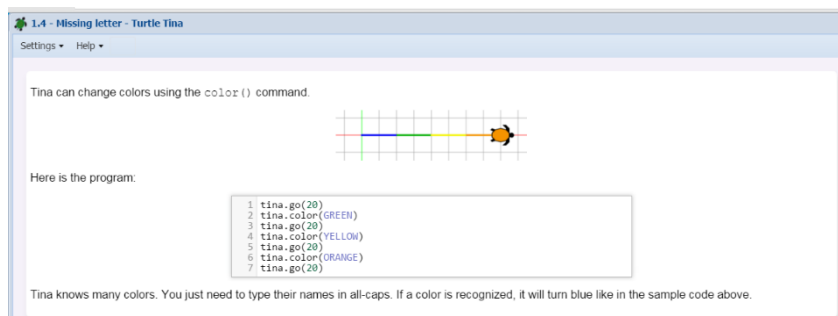 1.4 - Missing letter - Turtle Tina
Settings Help
Tina can change colors using the color() command.
Here is the program:
1 tina.go(20)
2 tina.color(GREEN)
3 tina.go(20)
4 tina.color(YELLOW)
5 tina.go(20)
6 tina.color(ORANGE)
7 tina.go(20)
Tina knows many colors. You just need to type their names in all-caps. If a color is recognized, it will turn blue like in the sample code above.